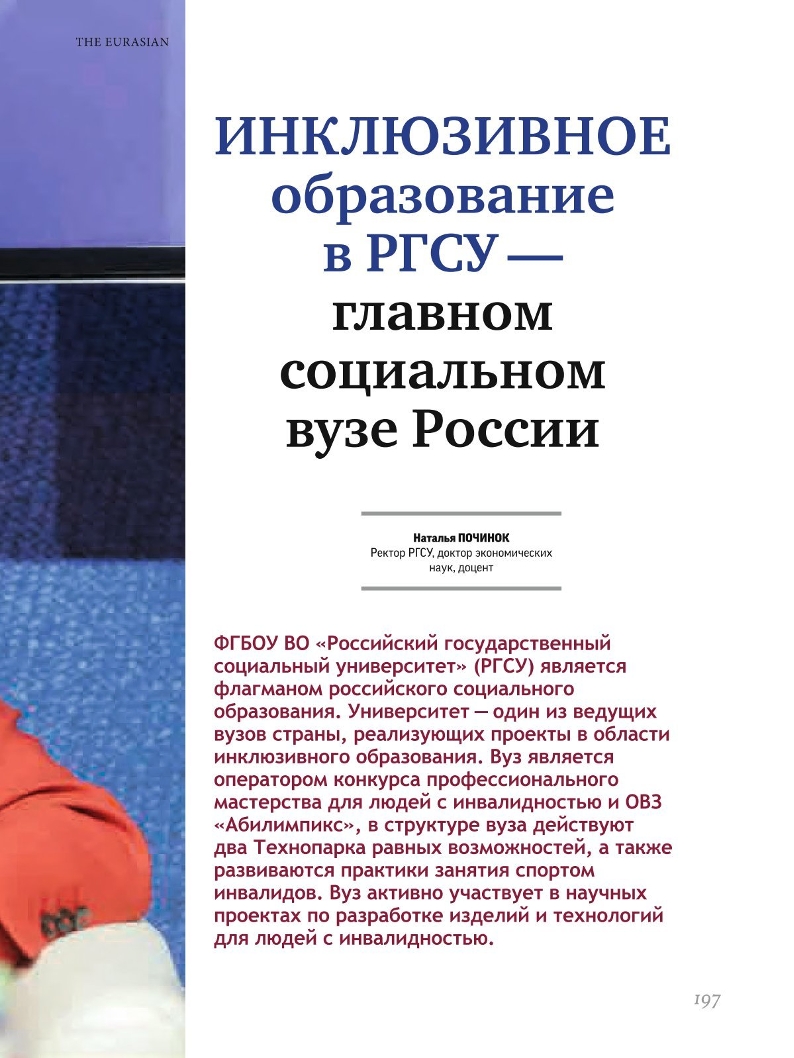 THE EURASIAN
ИНКЛЮЗИВНОЕ
образование
в РГСУ —
главном
социальном
вузе России
Наталья ПОЧИНОК
Ректор РГСУ, доктор экономических
наук, доцент
ФГБОУ ВО «Российский государственный
социальный университет» (РГСУ) является
флагманом российского социального
образования. Университет — один из ведущих
вузов страны, реализующих проекты в области
инклюзивного образования. Вуз является
оператором конкурса профессионального
мастерства для людей с инвалидностью и ОВЗ
«Абилимпикс», в структуре вуза действуют
два Технопарка равных возможностей, а также
развиваются практики занятия спортом
инвалидов. Вуз активно участвует в научных
проектах по разработке изделий и технологий
для людей с инвалидностью.
197